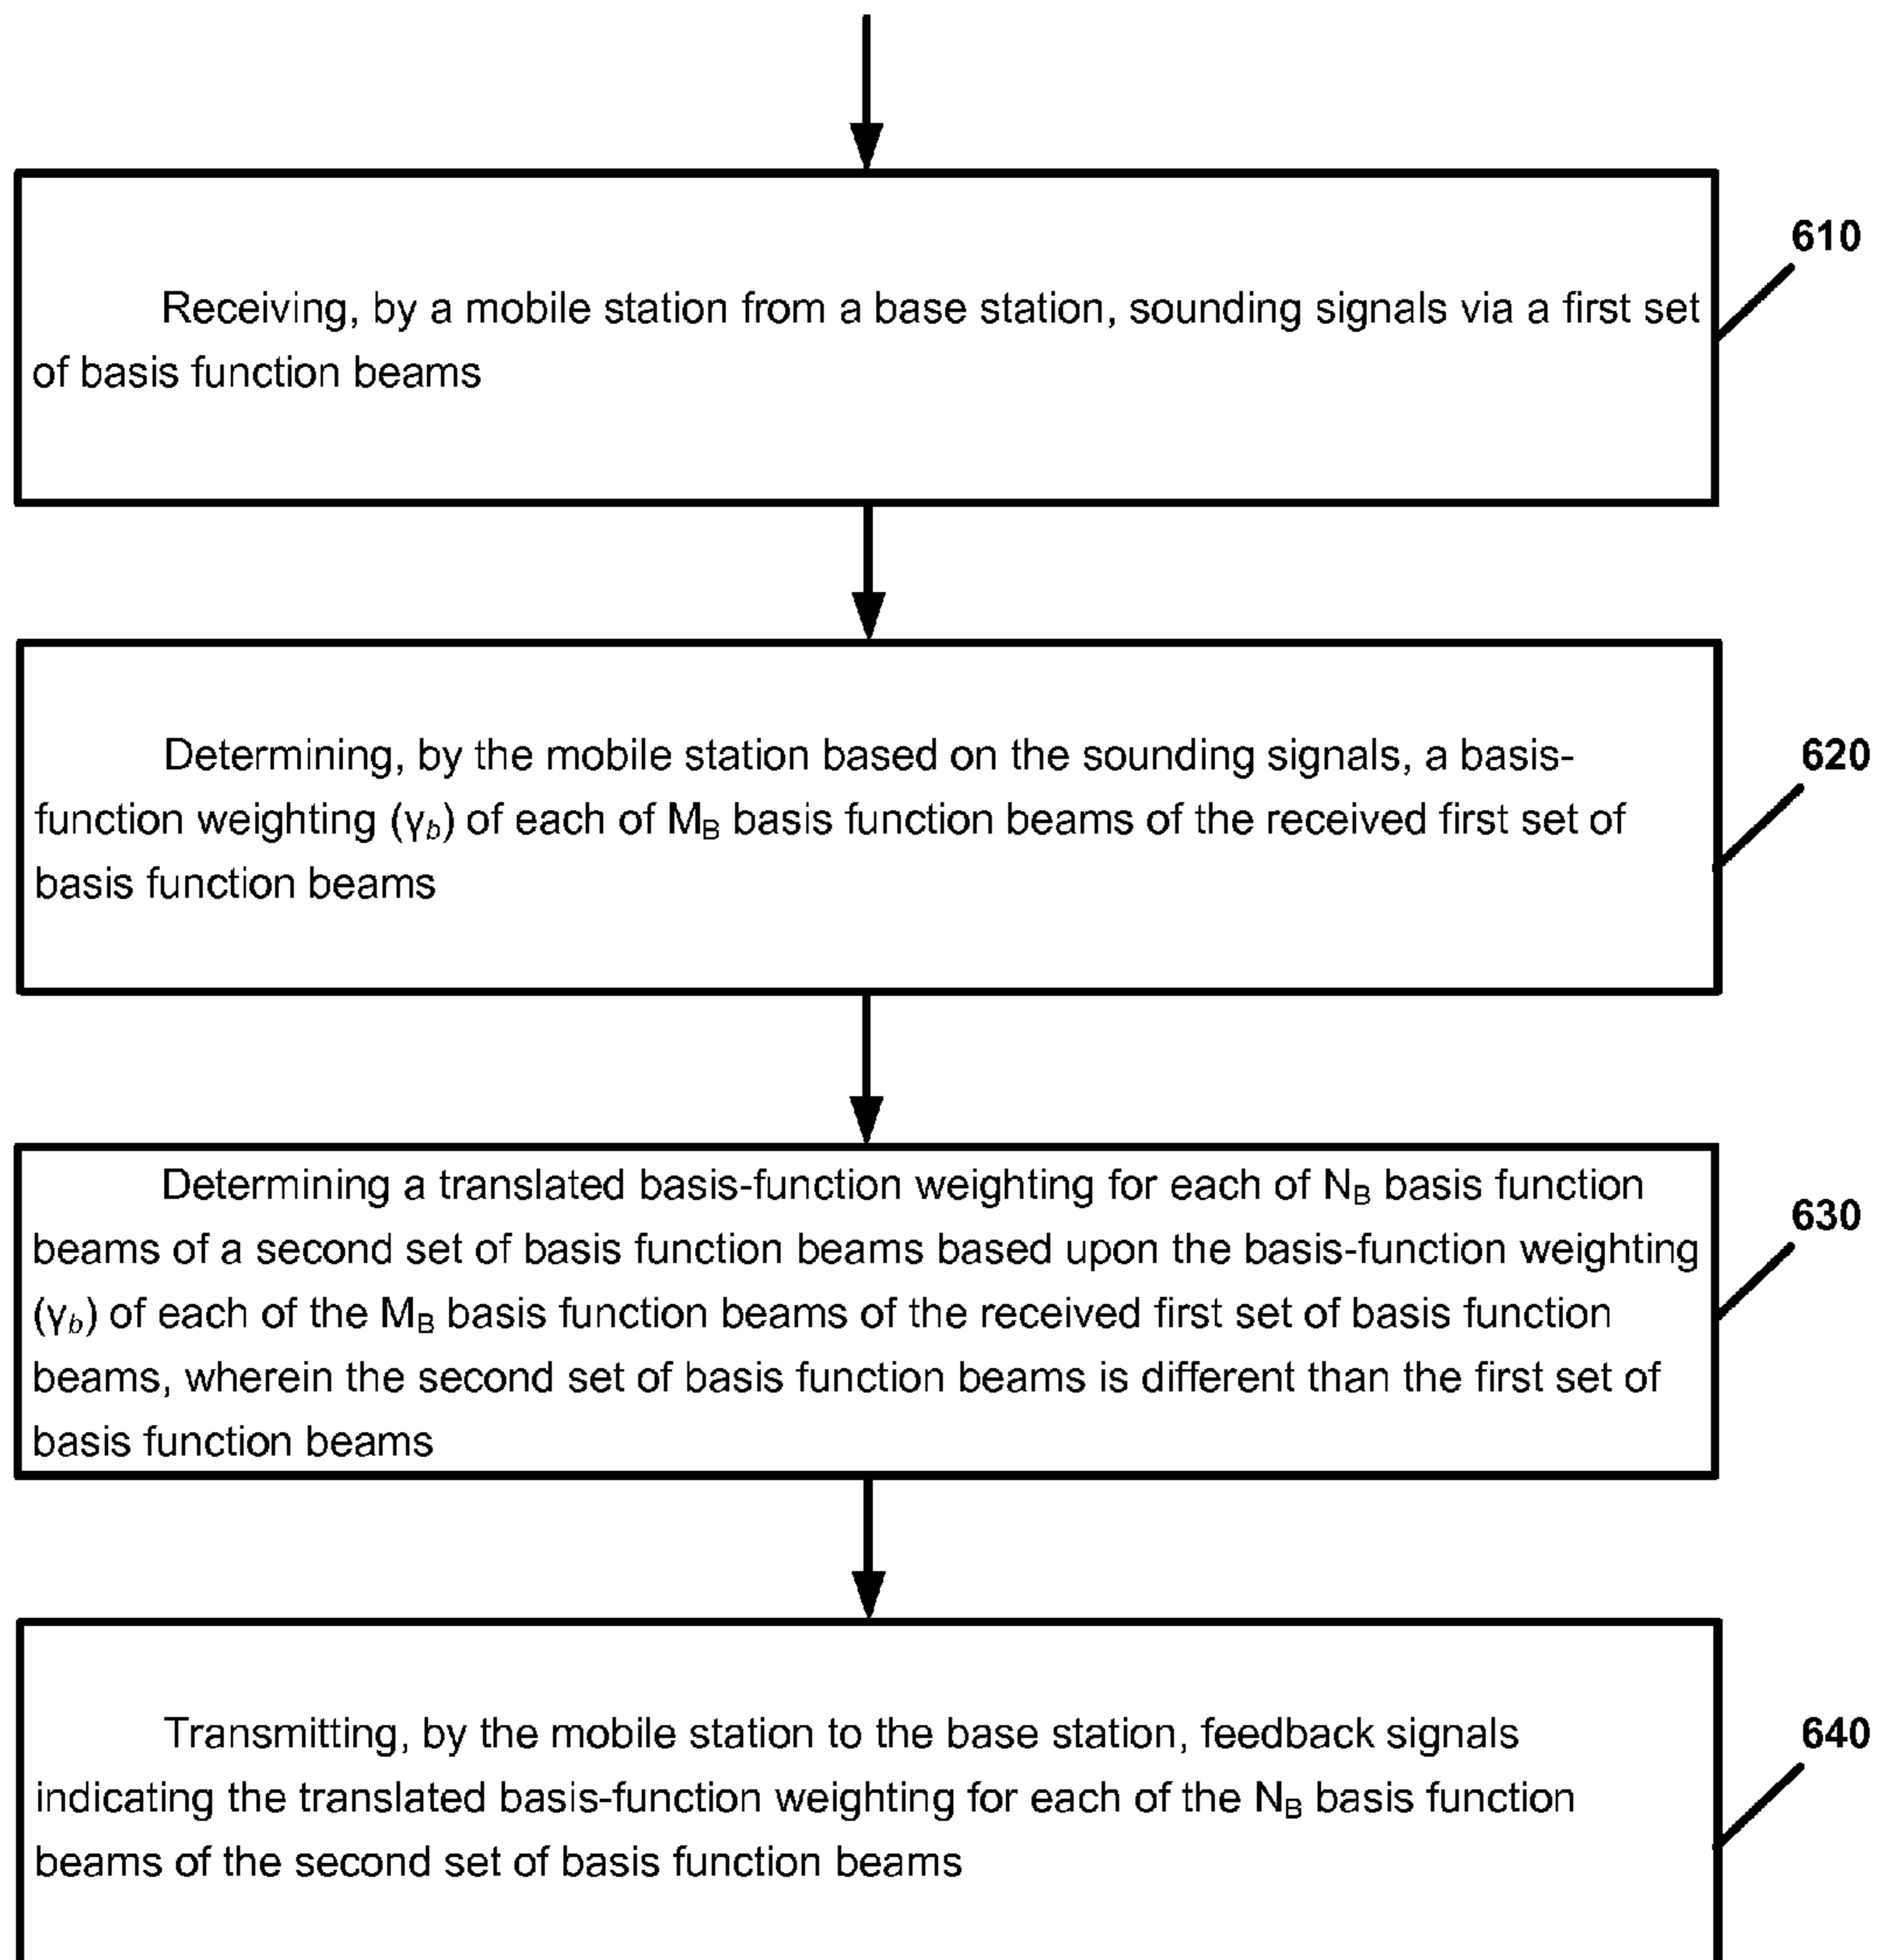 610
Receiving, by a mobile station from a base station, sounding signals via a first set
of basis function beams
Determining, by the mobile station based on the sounding signals, a basis-
620
function weighting (γb) of each of MB basis function beams of the received first set of
basis function beams
Determining a translated basis-function weighting for each of NB basis function
630
beams of a second set of basis function beams based upon the basis-function weighting
(γb) of each of the MB basis function beams of the received first set of basis function
beams, wherein the second set of basis function beams is different than the first set of
basis function beams
Transmitting, by the mobile station to the base station, feedback signals
640
indicating the translated basis-function weighting for each of the NB basis function
beams of the second set of basis function beams